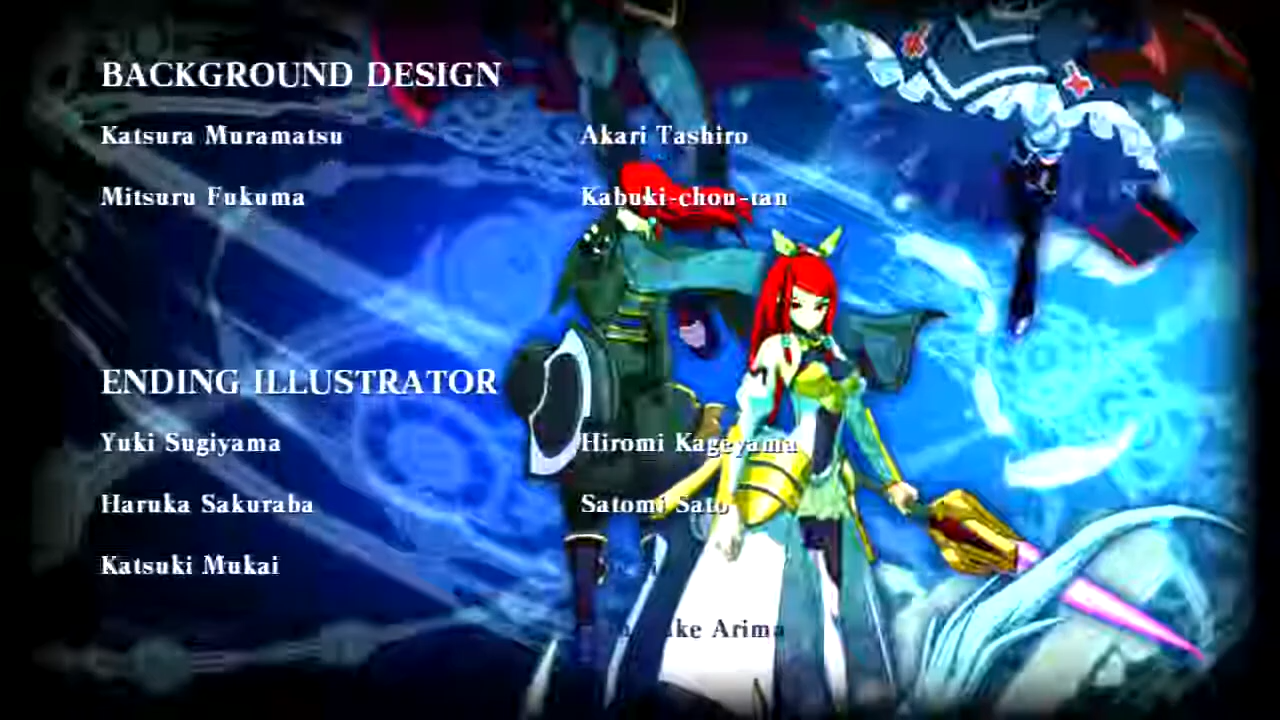 BACKGROUND DESIGN
Katsura Muramatsu Akari Tashiro
Mitsuru Fukuma Kabuki-chou-tan
ENDING ILLUSTRATOR
Yuki Sugiyama Hiromi Kageyama
Haruka Sakuraba Satomi Sato
Katsuki Mukai
Arima